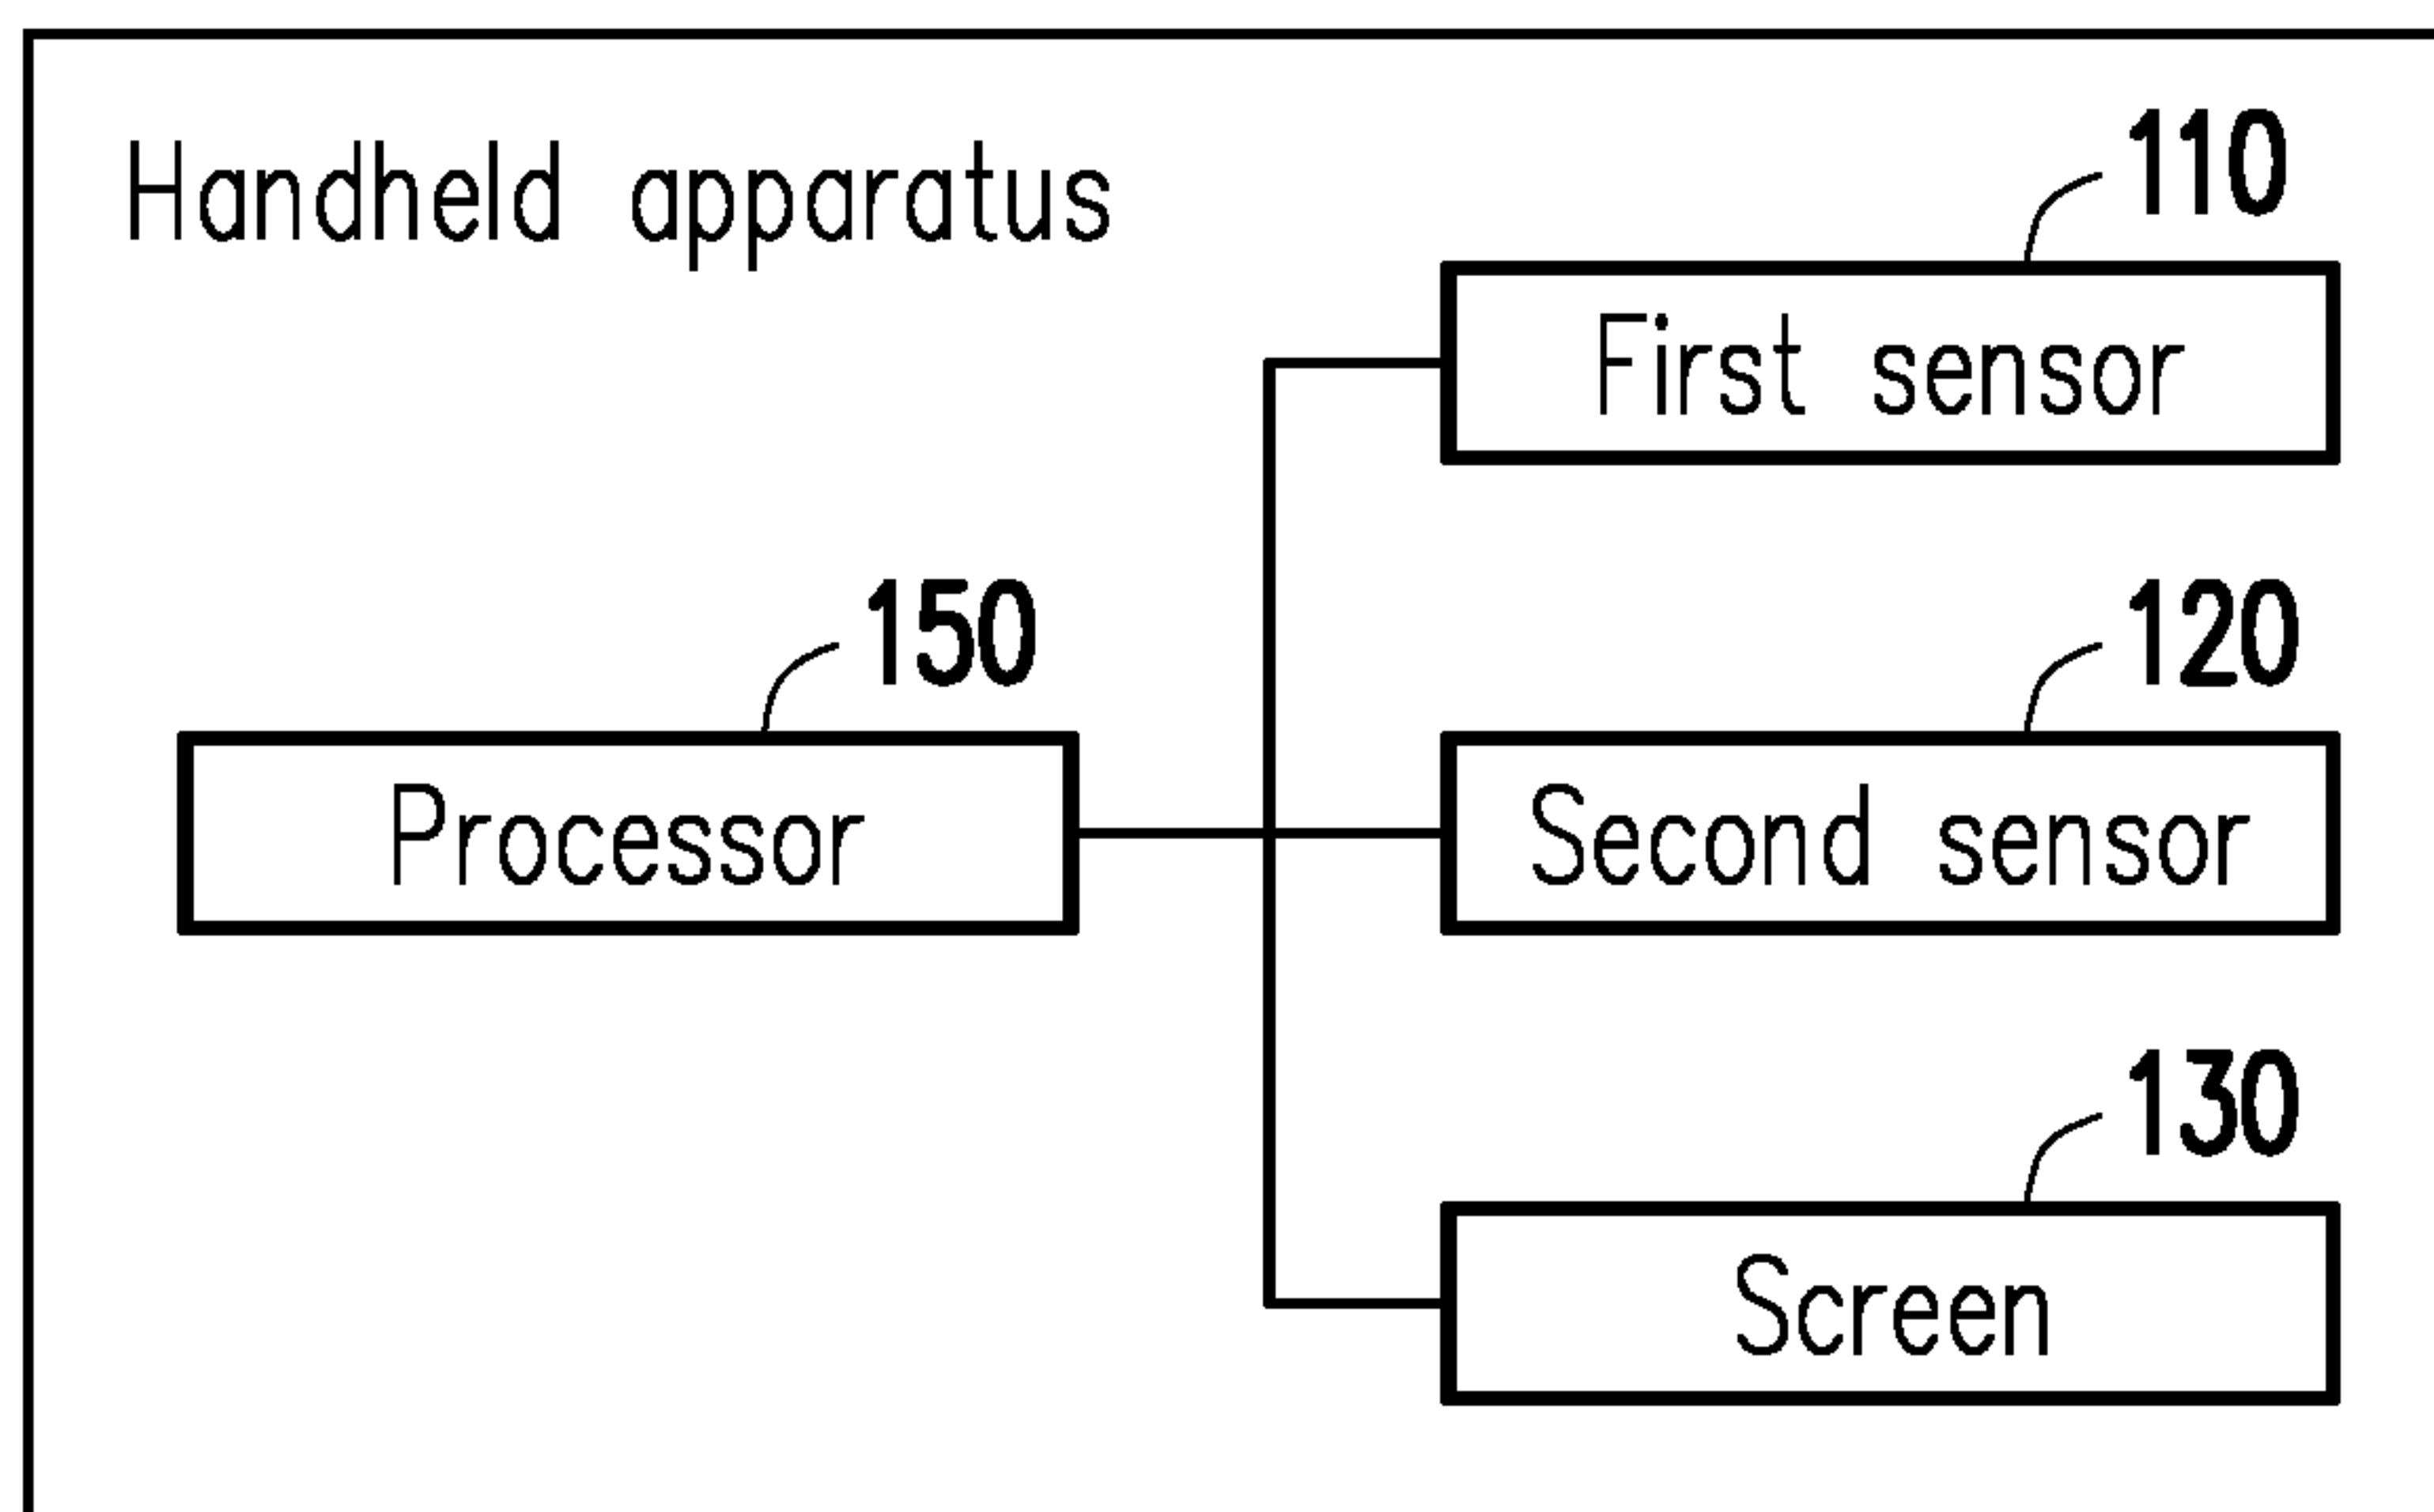 Handheld apparatus
110
First sensor
150
Processor
120
Second sensor
130
Screen